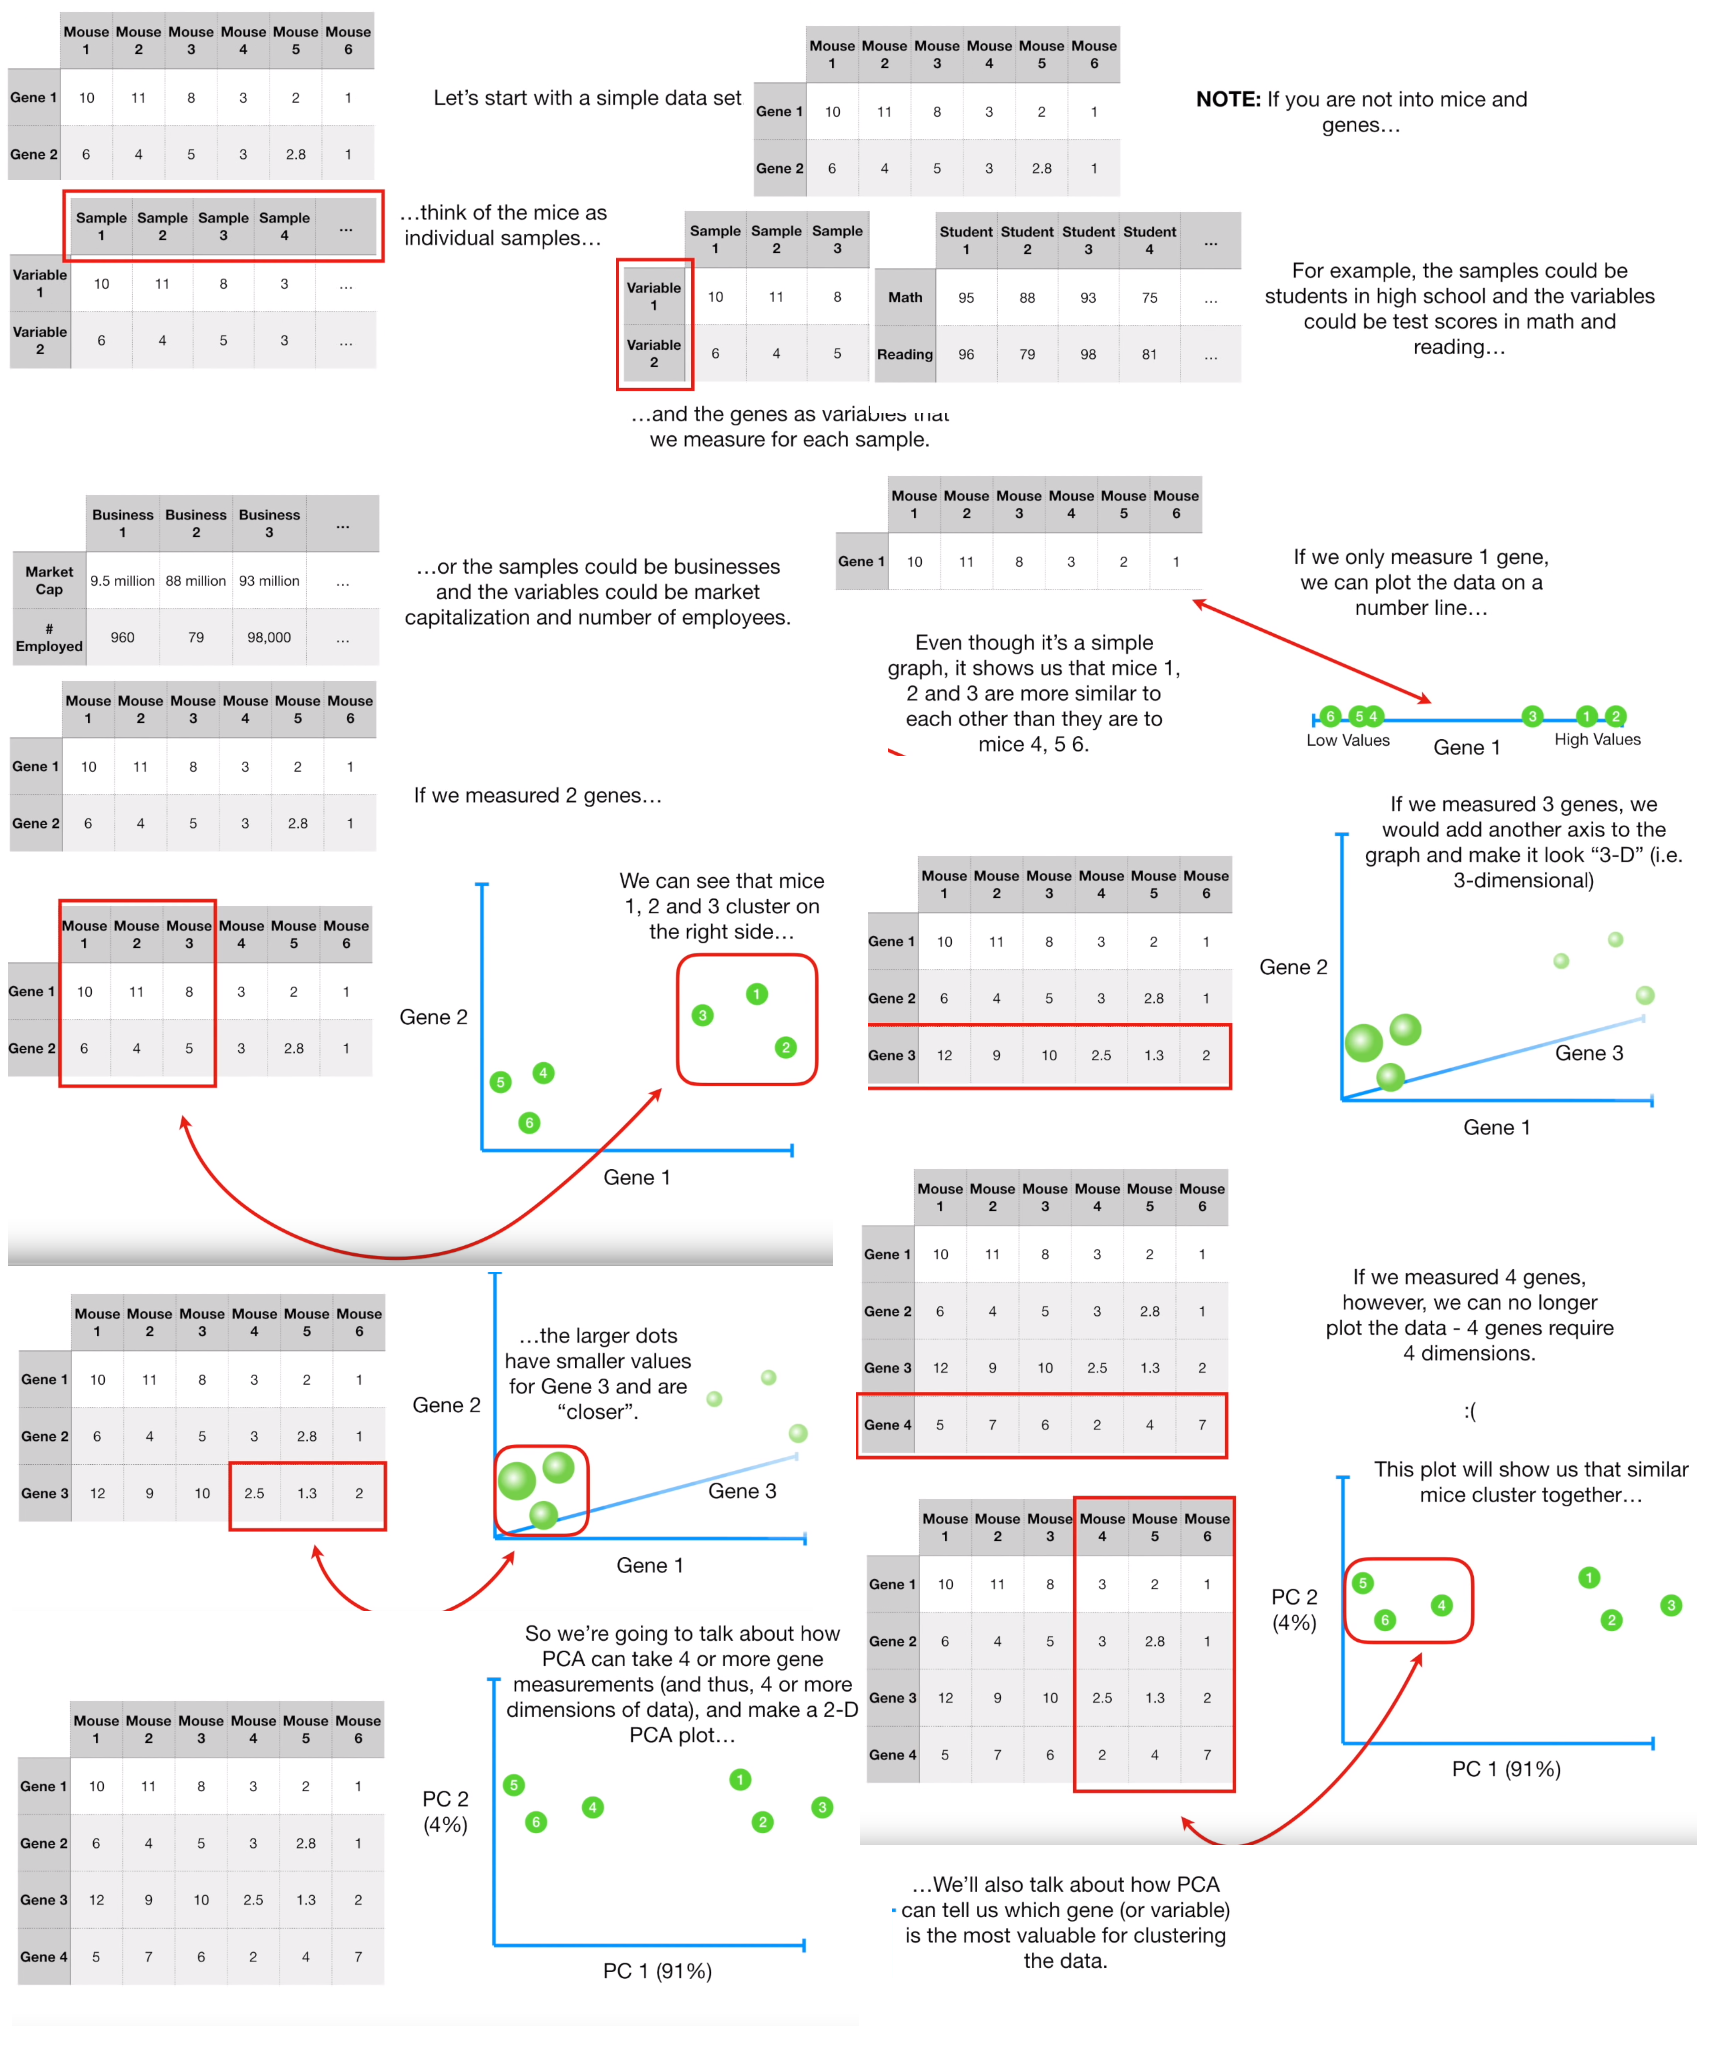 Mouse 1 Mouse 2 Mouse 3 Mouse 4 Mouse 5 Mouse 6
Gene 1 10 11 8 3 2 1
Gene 2 6 4 5 3 2.8 1
Let's start with a simple data set
Mouse 1 Mouse 2 Mouse 3 Mouse 4 Mouse 5 Mouse 6
Gene 1 10 11 8 3 2 1
Gene 2 6 4 5 3 2.8 1
NOTE: If you are not into mice and
genes…
Sample 1 Sample 2 Sample 3 Sample 4 …
Variable 1 10 11 8 3 …
Variable 2 6 4 5 3 …
…think of the mice as
individual samples…
Sample 1 Sample 2 Sample 3
Variable 1 10 11 8
Variable 2 6 4 5
…and the genes as variables that
we measure for each sample.
Student 1 Student 2 Student 3 Student 4 …
Math 95 88 93 75 …
Reading 96 79 98 81 …
For example, the samples could be
students in high school and the variables
could be test scores in math and
reading…
Business 1 Business 2 Business 3 …
Market Cap 9.5 million 88 million 93 million …
# Employed 960 79 98,000 …
…or the samples could be businesses
and the variables could be market
capitalization and number of employees.
Mouse 1 Mouse 2 Mouse 3 Mouse 4 Mouse 5 Mouse 6
Gene 1 10 11 8 3 2 1
If we only measure 1 gene,
we can plot the data on a
number line…
Even though it's a simple
graph, it shows us that mice 1,
2 and 3 are more similar to
each other than they are to
mice 4, 5 6.
6 5 4 3 1 2
Low Values Gene 1 High Values
Mouse 1 Mouse 2 Mouse 3 Mouse 4 Mouse 5 Mouse 6
Gene 1 10 11 8 3 2 1
Gene 2 6 4 5 3 2.8 1
If we measured 2 genes…
Mouse 1 Mouse 2 Mouse 3 Mouse 4 Mouse 5 Mouse 6
Gene 1 10 11 8 3 2 1
Gene 2 6 4 5 3 2.8 1
We can see that mice
1, 2 and 3 cluster on
the right side…
Gene 2
1
3
2
4
5
6
Gene 1
If we measured 3 genes, we
would add another axis to the
graph and make it look “3-D” (i.e.
3-dimensional)
Mouse 1 Mouse 2 Mouse 3 Mouse 4 Mouse 5 Mouse 6
Gene 1 10 11 8 3 2 1
Gene 2 6 4 5 3 2.8 1
Gene 3 12 9 10 2.5 1.3 2
Gene 2
Gene 3
Gene 1
Mouse 1 Mouse 2 Mouse 3 Mouse 4 Mouse 5 Mouse 6
Gene 1 10 11 8 3 2 1
Gene 2 6 4 5 3 2.8 1
Gene 3 12 9 10 2.5 1.3 2
…the larger dots
have smaller values
for Gene 3 and are
“closer”.
Gene 2
Gene 3
Gene 1
Mouse 1 Mouse 2 Mouse 3 Mouse 4 Mouse 5 Mouse 6
Gene 1 10 11 8 3 2 1
Gene 2 6 4 5 3 2.8 1
Gene 3 12 9 10 2.5 1.3 2
Gene 4 5 7 6 2 4 7
If we measured 4 genes,
however, we can no longer
plot the data - 4 genes require
4 dimensions.
:(
So we're going to talk about how
PCA can take 4 or more gene
measurements (and thus, 4 or more
dimensions of data), and make a 2-D
PCA plot…
Mouse 1 Mouse 2 Mouse 3 Mouse 4 Mouse 5 Mouse 6
Gene 1 10 11 8 3 2 1
Gene 2 6 4 5 3 2.8 1
Gene 3 12 9 10 2.5 1.3 2
Gene 4 5 7 6 2 4 7
PC 2
(4%)
5 6 4 1 2 3
PC 1 (91%)
This plot will show us that similar
mice cluster together…
Mouse 1 Mouse 2 Mouse 3 Mouse 4 Mouse 5 Mouse 6
Gene 1 10 11 8 3 2 1
Gene 2 6 4 5 3 2.8 1
Gene 3 12 9 10 2.5 1.3 2
Gene 4 5 7 6 2 4 7
PC 2
(4%)
5 6 4 1 2 3
PC 1 (91%)
…We'll also talk about how PCA
can tell us which gene (or variable)
is the most valuable for clustering
the data.